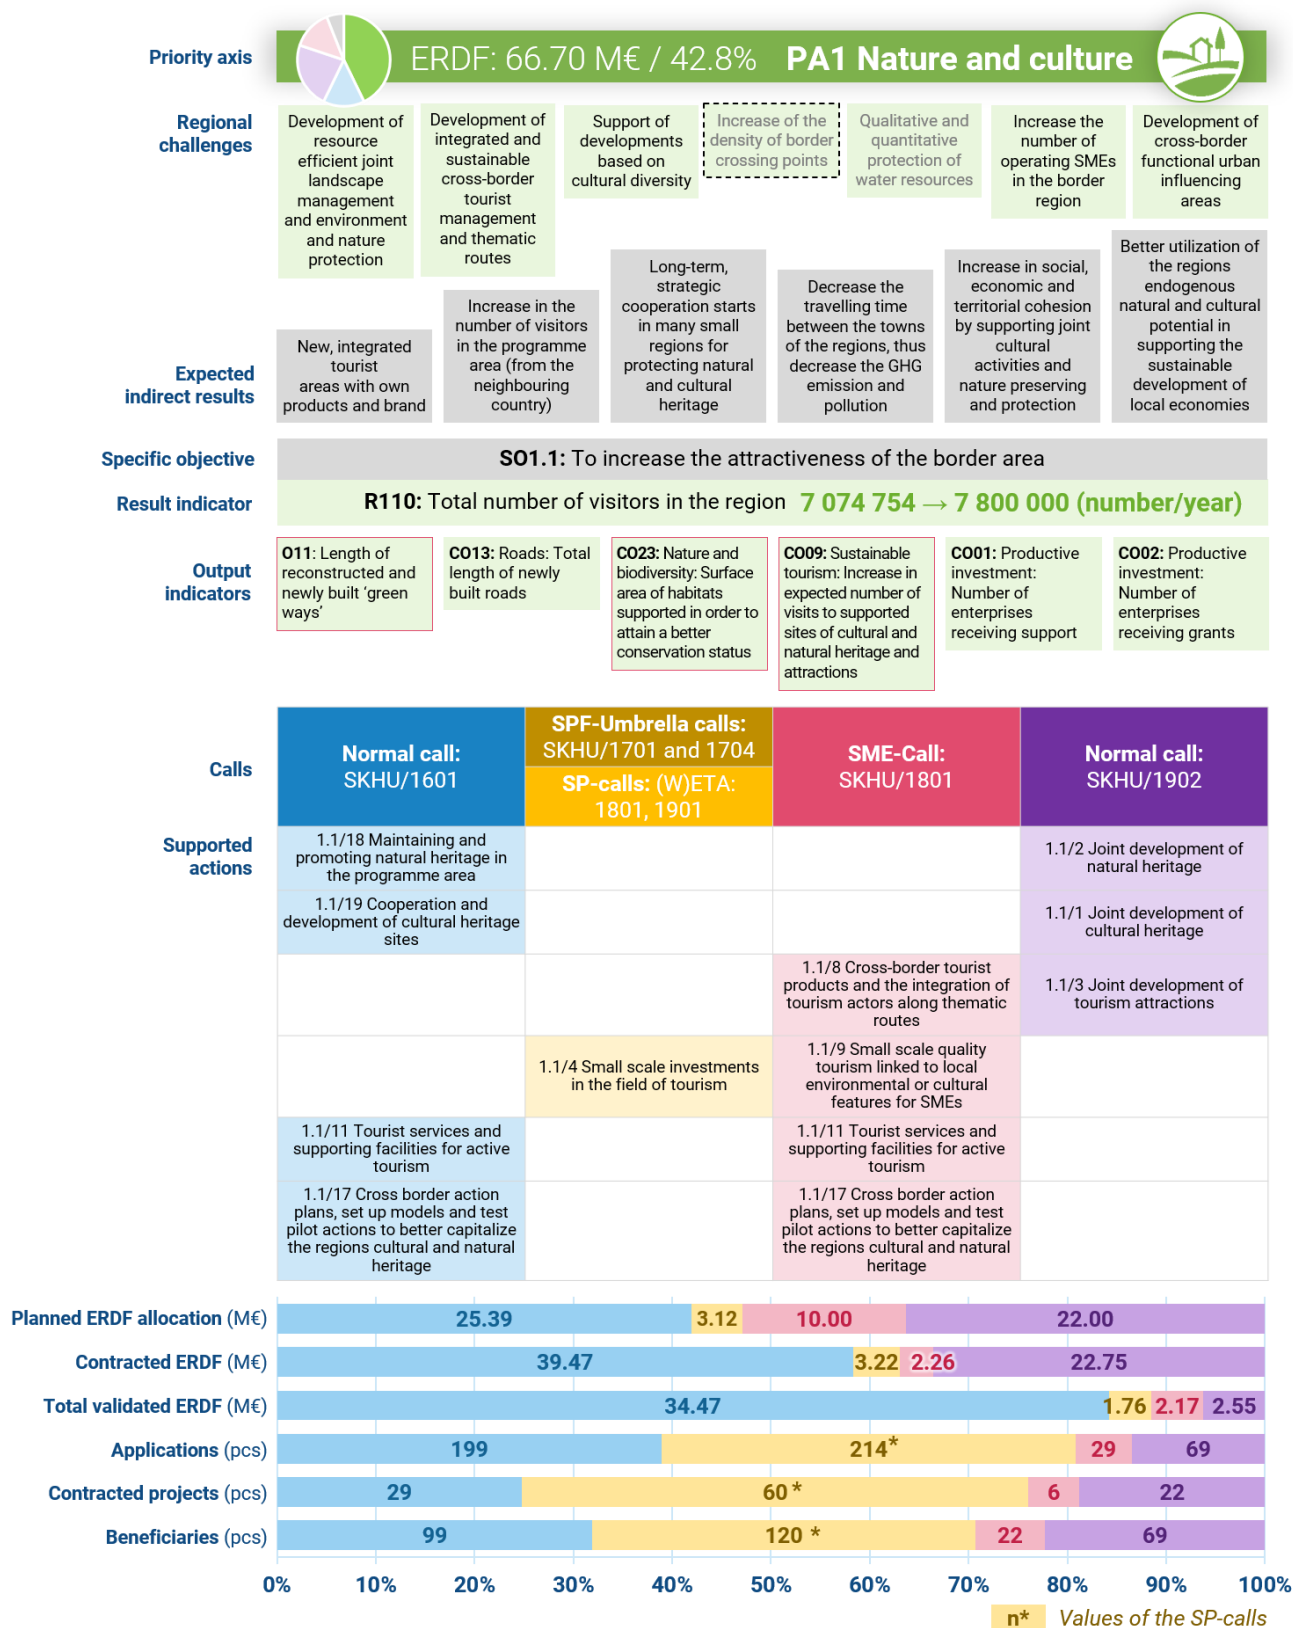 Priority axis
ERDF: 66.70 M€ / 42.8% PA1 Nature and culture
Regional
challenges
Development of
resource
efficient joint
landscape
management
and environment
and nature
protection
Development of
integrated and
sustainable
cross-border
tourist
management
and thematic
routes
Support of
developments
based on
cultural diversity
Increase of the
density of border
crossing points
Qualitative and
quantitative
protection of
water resources
Increase the
number of
operating SMEs
in the border
region
Development of
cross-border
functional urban
influencing
areas
Expected
indirect results
New, integrated
tourist
areas with own
products and brand
Increase in the
number of visitors
in the programme
area (from the
neighbouring
country)
Long-term,
strategic
cooperation starts
in many small
regions for
protecting natural
and cultural
heritage
Decrease the
travelling time
between the towns
of the regions, thus
decrease the GHG
emission and
pollution
Increase in social,
economic and
territorial cohesion
by supporting joint
cultural
activities and
nature preserving
and protection
Better utilization of
the regions
endogenous
natural and cultural
potential in
supporting the
sustainable
development of
local economies
Specific objective
SO1.1: To increase the attractiveness of the border area
Result indicator
R110: Total number of visitors in the region 7 074 754 → 7 800 000 (number/year)
Output
indicators
O11: Length of
reconstructed and
newly built ‘green
ways’
CO13: Roads: Total
length of newly
built roads
CO23: Nature and
biodiversity: Surface
area of habitats
supported in order to
attain a better
conservation status
CO09: Sustainable
tourism: Increase in
expected number of
visits to supported
sites of cultural and
natural heritage and
attractions
CO01: Productive
investment:
Number of
enterprises
receiving support
CO02: Productive
investment:
Number of
enterprises
receiving grants
Calls
Normal call:
SKHU/1601
SPF-Umbrella calls:
SKHU/1701 and 1704
SP-calls: (W)ETA:
1801, 1901
SME-Call:
SKHU/1801
Normal call:
SKHU/1902
Supported
actions
1.1/18 Maintaining and
promoting natural heritage in
the programme area
1.1/2 Joint development of
natural heritage
1.1/19 Cooperation and
development of cultural heritage
sites
1.1/1 Joint development of
cultural heritage
1.1/8 Cross-border tourist
products and the integration of
tourism actors along thematic
routes
1.1/3 Joint development of
tourism attractions
1.1/4 Small scale investments
in the field of tourism
1.1/9 Small scale quality
tourism linked to local
environmental or cultural
features for SMEs
1.1/11 Tourist services and
supporting facilities for active
tourism
1.1/11 Tourist services and
supporting facilities for active
tourism
1.1/17 Cross border action
plans, set up models and test
pilot actions to better capitalize
the regions cultural and natural
heritage
1.1/17 Cross border action
plans, set up models and test
pilot actions to better capitalize
the regions cultural and natural
heritage
Planned ERDF allocation (M€) 25.39 3.12 10.00 22.00
Contracted ERDF (M€) 39.47 3.22 2.26 22.75
Total validated ERDF (M€) 34.47 1.76 2.17 2.55
Applications (pcs) 199 214* 29 69
Contracted projects (pcs) 29 60* 6 22
Beneficiaries (pcs) 99 120 * 22 69
0% 10% 20% 30% 40% 50% 60% 70% 80% 90% 100%
n* Values of the SP-calls